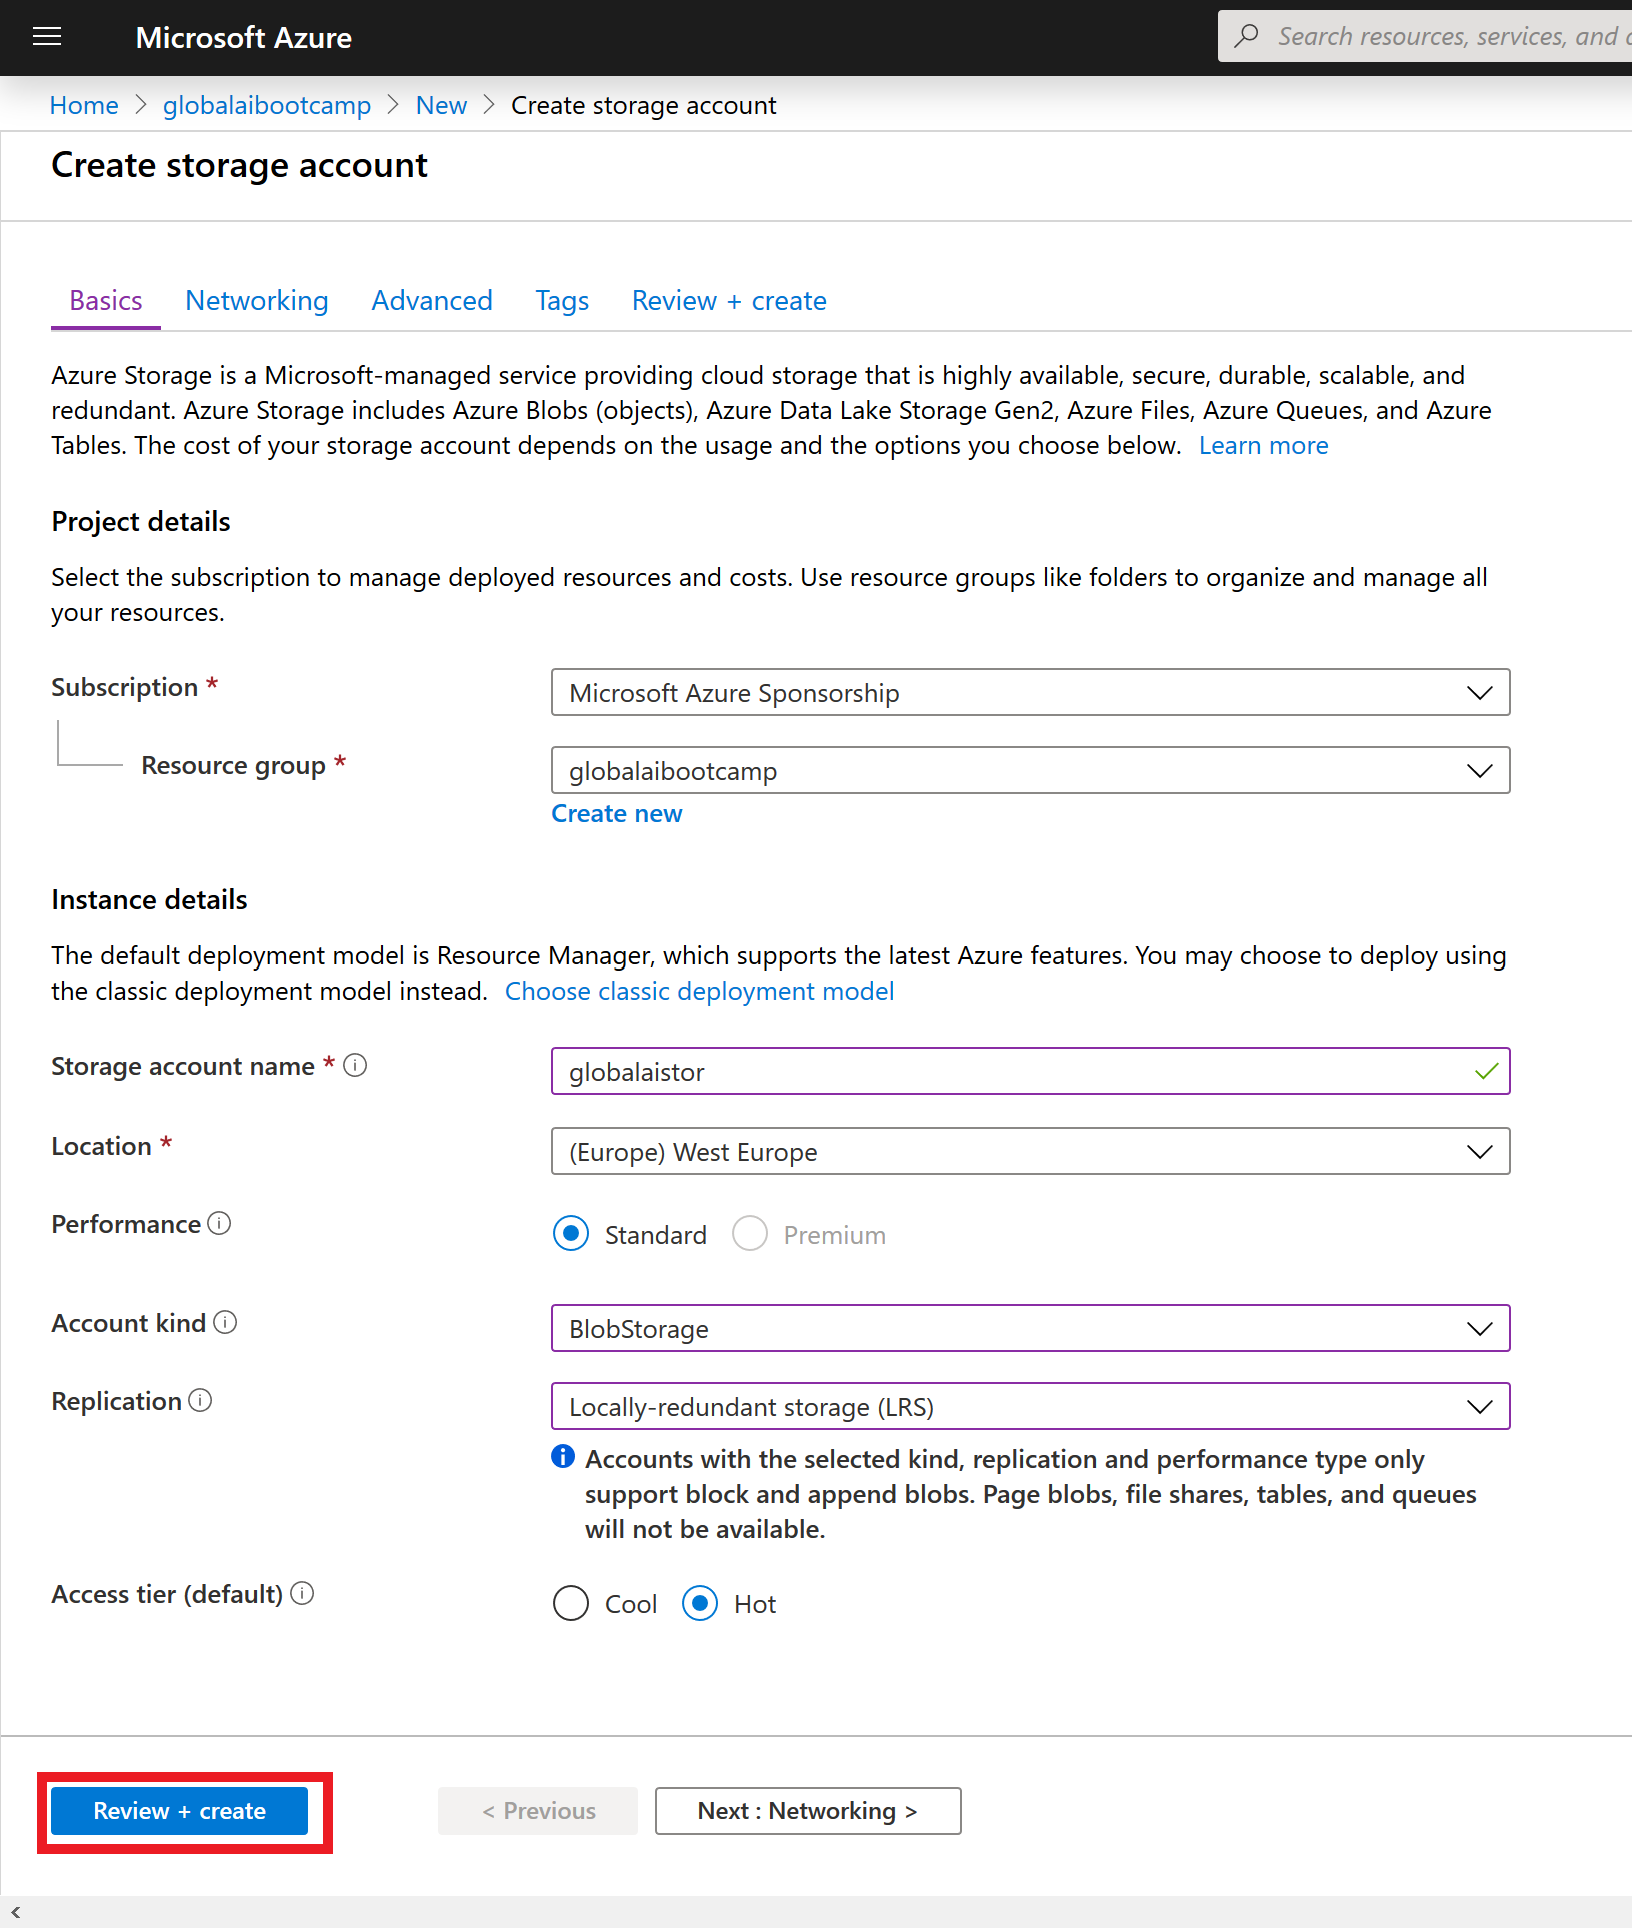 Microsoft Azure
Search resources, services, and
Home > globalaibootcamp > New > Create storage account
Create storage account
Basics Networking Advanced Tags Review + create
Azure Storage is a Microsoft-managed service providing cloud storage that is highly available, secure, durable, scalable, and
redundant. Azure Storage includes Azure Blobs (objects), Azure Data Lake Storage Gen2, Azure Files, Azure Queues, and Azure
Tables. The cost of your storage account depends on the usage and the options you choose below. Learn more
Project details
Select the subscription to manage deployed resources and costs. Use resource groups like folders to organize and manage all
your resources.
Subscription * Microsoft Azure Sponsorship
Resource group * globalaibootcamp
Create new
Instance details
The default deployment model is Resource Manager, which supports the latest Azure features. You may choose to deploy using
the classic deployment model instead. Choose classic deployment model
Storage account name * globalaistor
Location * (Europe) West Europe
Performance Standard Premium
Account kind BlobStorage
Replication Locally-redundant storage (LRS)
Accounts with the selected kind, replication and performance type only
support block and append blobs. Page blobs, file shares, tables, and queues
will not be available.
Access tier (default) Cool Hot
Review + create < Previous Next : Networking >